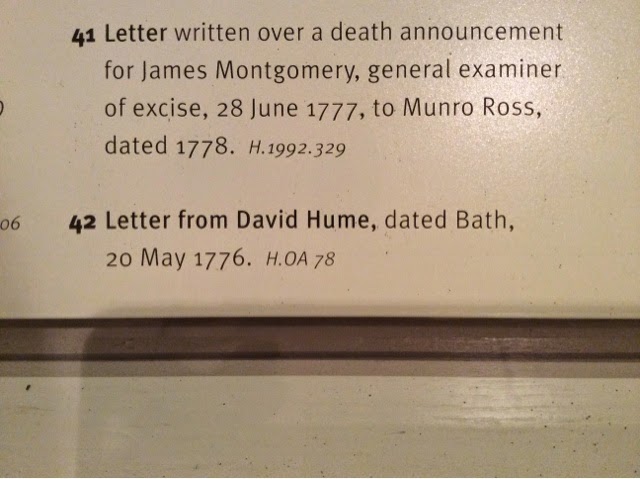 41 Letter written over a death announcement
for James Montgomery, general examiner
of excise, 28 June 1777, to Munro Ross,
dated 1778. H.1992.329
06
42 Letter from David Hume, dated Bath,
20 May 1776. H.OA 78